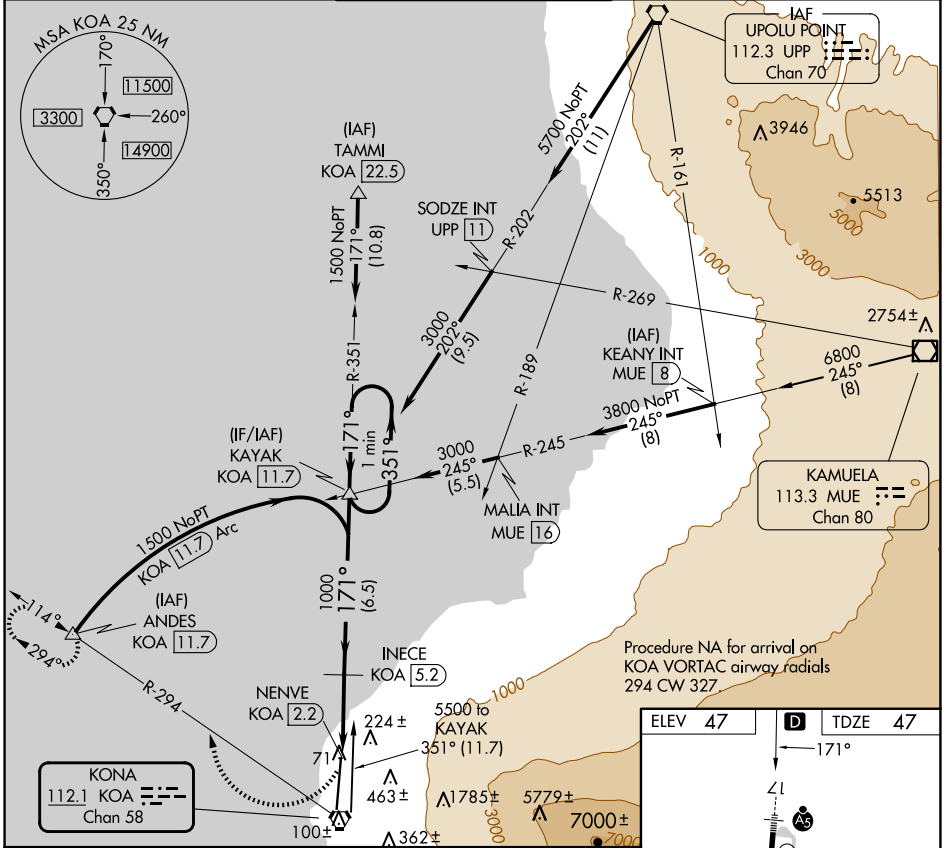 MSA KOA 25 NM
170°
11500
3300
260°
14900
350°
IAF
UPOLU POINT
112.3 UPP
Chan 70
3946
5513
5000
3000
1000
5700 NoPT
202°
(11)
R-161
R-202
R-189
(IAF)
TAMMI
KOA 22.5
1500 NoPT
171°
(10.8)
SODZE INT
UPP 11
R-269
2754±
3000
202°
(9.5)
R-351
(IAF)
KEANY INT
MUE 8
6800
245°
(8)
3800 NoPT
245°
(8)
R-245
3000
245°
(5.5)
171°
1 min
351°
(IF/IAF)
KAYAK
KOA 11.7
MALIA INT
MUE 16
KAMUELA
113.3 MUE
Chan 80
1500 NoPT
KOA 11.7 Arc
1000
171°
(6.5)
114°
294°
(IAF)
ANDES
KOA 11.7
R-294
INECE
KOA 5.2
NENVE
KOA 2.2
Procedure NA for arrival on
KOA VORTAC airway radials
294 CW 327.
1000
5500 to
KAYAK
351° (11.7)
224±
71
463±
1785±
5779±
7000±
7000
3000
362±
100±
KONA
112.1 KOA
Chan 58
ELEV 47
D
TDZE 47
171°
17
A5